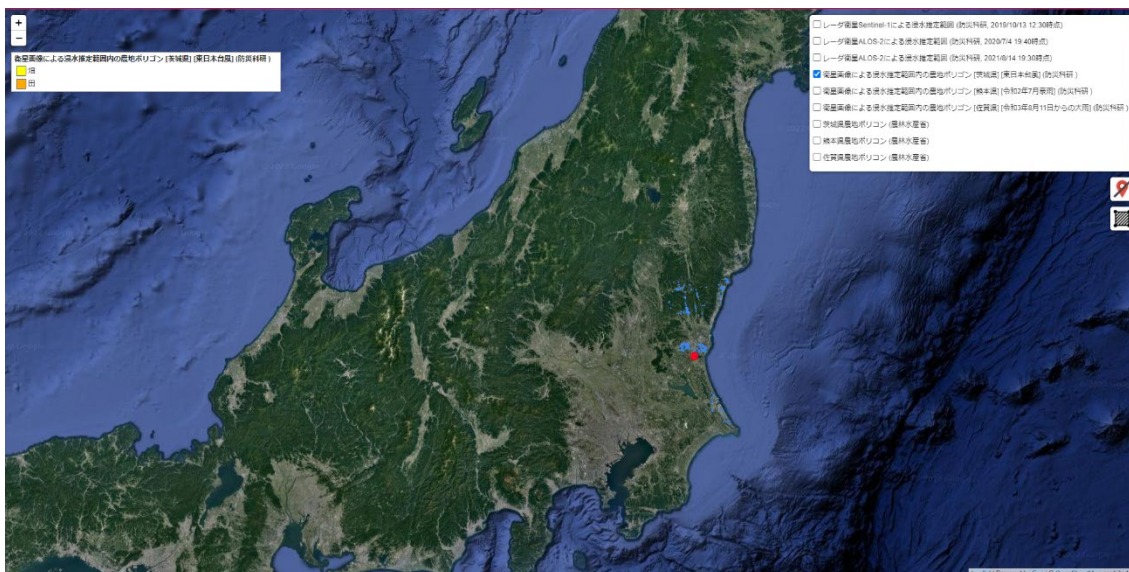 +
−
衛星画像による浸水推定範囲内の農地ポリゴン [茨城県] [東日本台風] (防災科研)
畑
田
レーダ衛星Sentinel-1による浸水推定範囲 (防災科研, 2019/10/13 12:30時点)
レーダ衛星ALOS-2による浸水推定範囲 (防災科研, 2020/7/4 19:40時点)
レーダ衛星ALOS-2による浸水推定範囲 (防災科研, 2021/8/14 19:30時点)
衛星画像による浸水推定範囲内の農地ポリゴン [茨城県] [東日本台風] (防災科研 )
衛星画像による浸水推定範囲内の農地ポリゴン [熊本県] [令和2年7月豪雨] (防災科研 )
衛星画像による浸水推定範囲内の農地ポリゴン [佐賀県] [令和3年8月11日からの大雨] (防災科研 )
茨城県農地ポリゴン (農林水産省)
熊本県農地ポリゴン (農林水産省)
佐賀県農地ポリゴン (農林水産省)